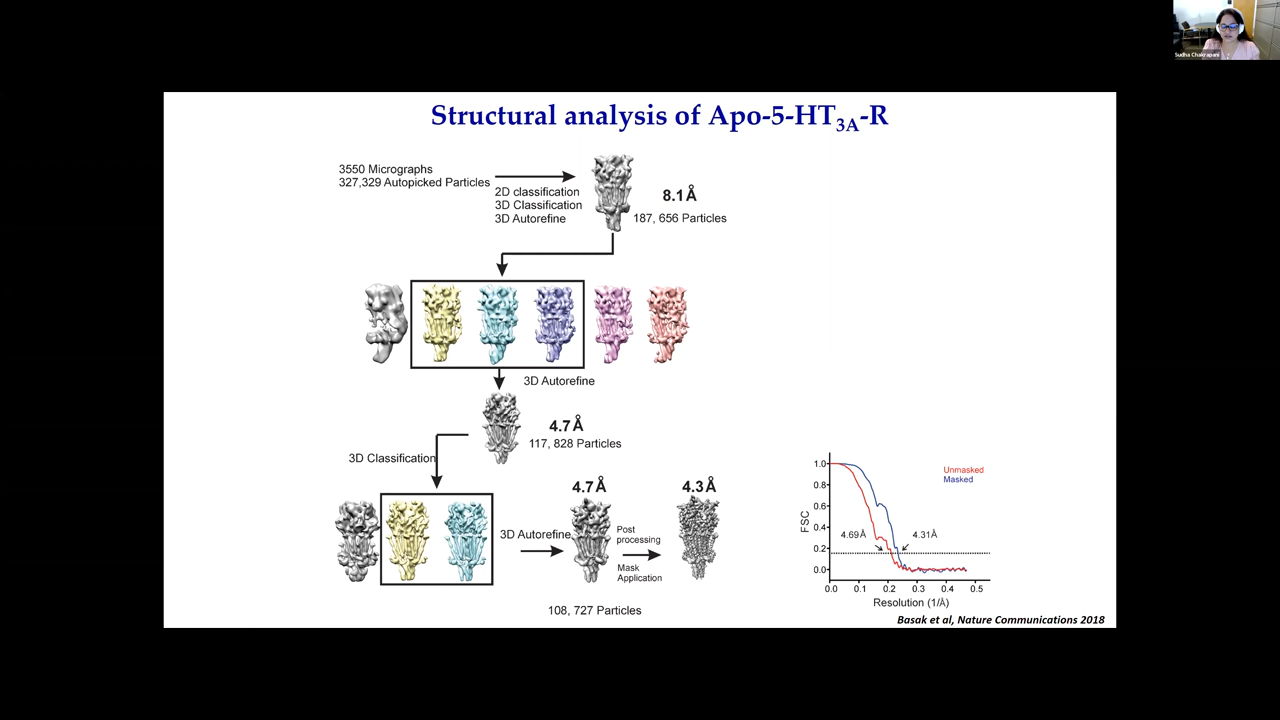 Sudha Chakrapani
Structural analysis of Apo-5-HT3A-R
3550 Micrographs
327,329 Autopicked Particles
2D classification
3D Classification
3D Autorefine
8.1Å
187, 656 Particles
3D Autorefine
4.7Å
117, 828 Particles
3D Classification
4.7Å
4.3Å
3D Autorefine
Post
processing
Mask
Application
108, 727 Particles
1.0
0.8
0.6
0.4
0.2
0.0
FSC
Unmasked
Masked
4.69Å
4.31Å
0.0 0.1 0.2 0.3 0.4 0.5
Resolution (1/Å)
Basak et al, Nature Communications 2018